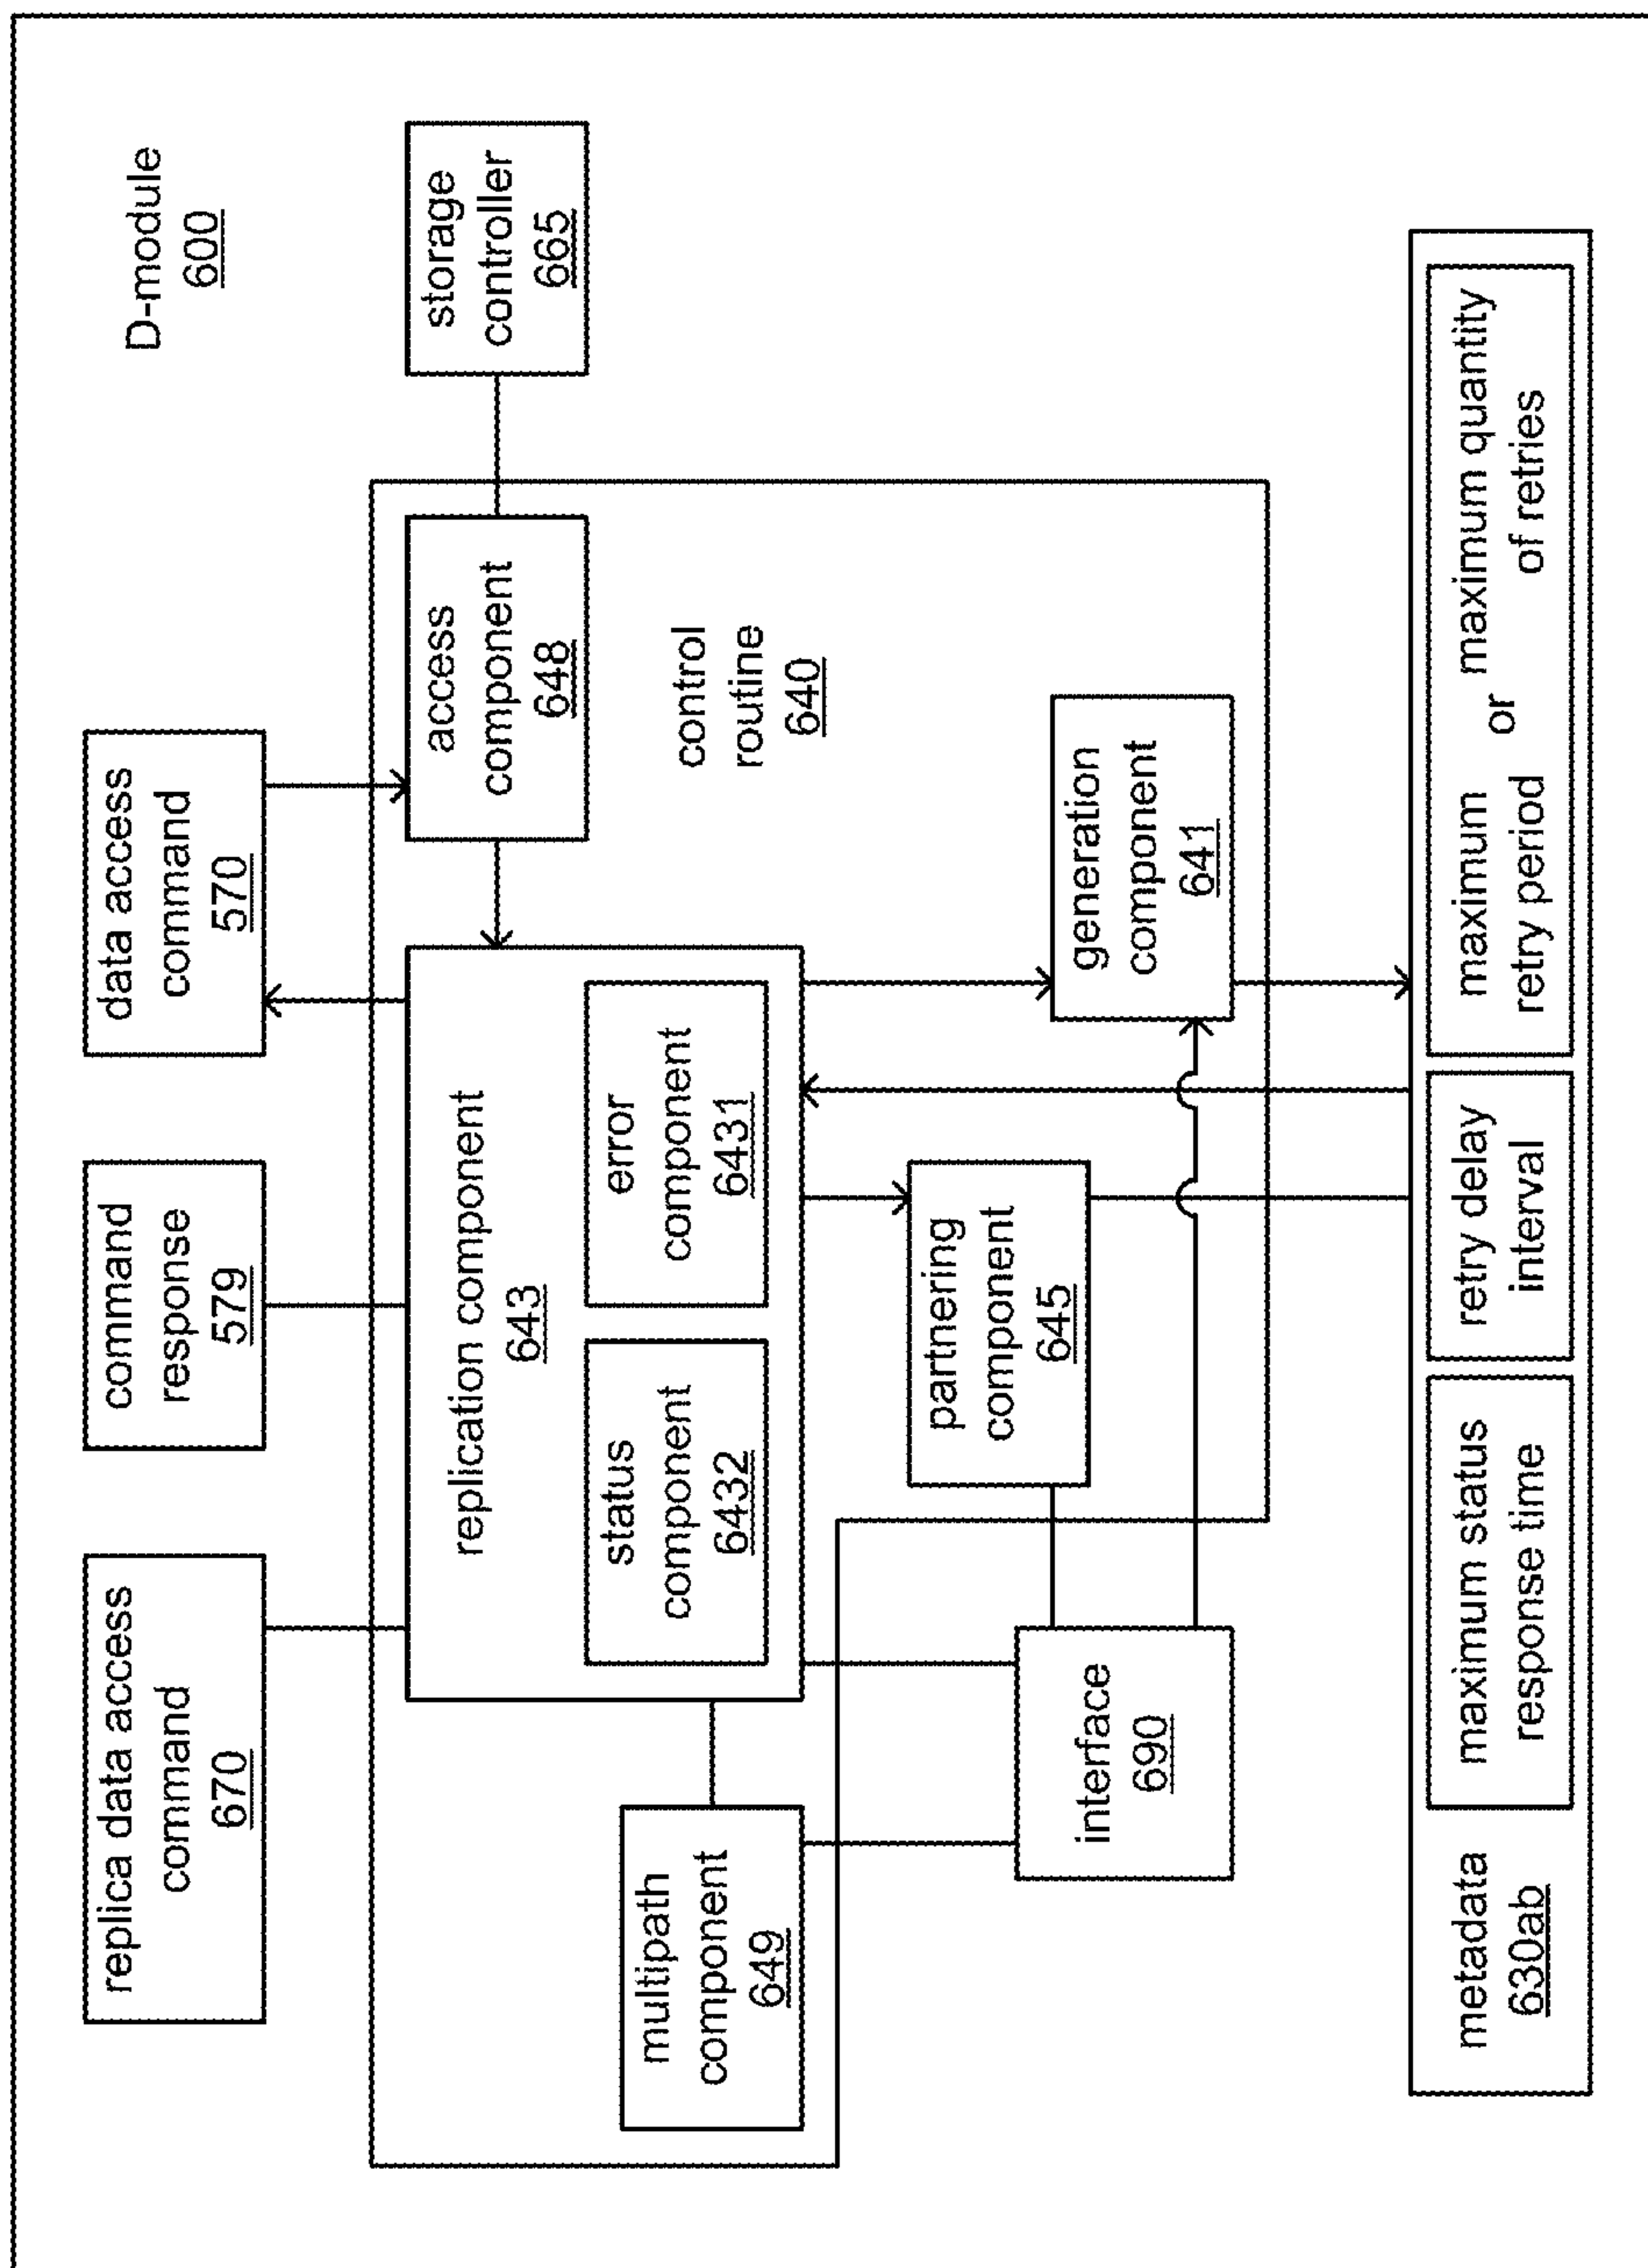 D-module
600
replica data access
command
670
command
response
579
data access
command
570
replication component
643
status
component
6432
error
component
6431
access
component
648
storage
controller
665
multipath
component
649
control
routine
640
partnering
component
645
generation
component
641
interface
690
metadata
630ab
maximum status
response time
retry delay
interval
maximum
retry period
or
maximum quantity
of retries